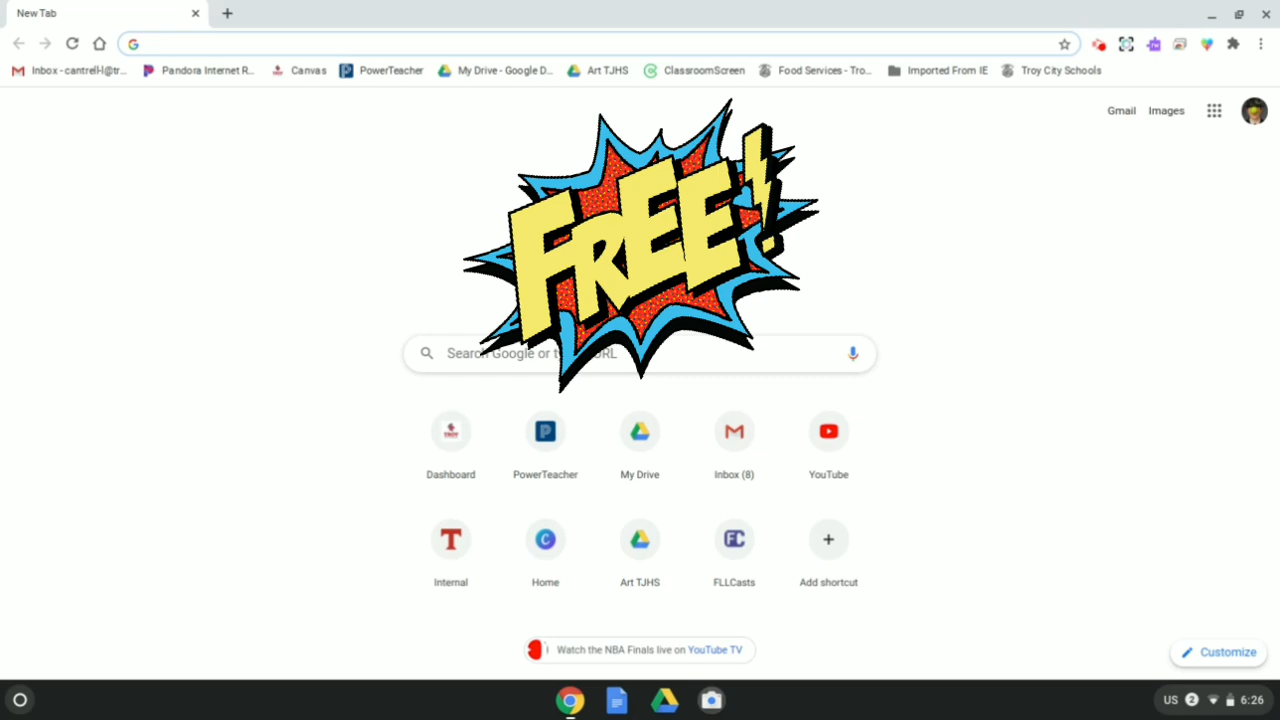 New Tab
Inbox - cantrell-l@tr...
Pandora Internet R...
Canvas
PowerTeacher
My Drive - Google D...
Art TJHS
ClassroomScreen
Food Services - Tro...
Imported From IE
Troy City Schools
Gmail
Images
FREE!
Search Google or t URL
Dashboard
PowerTeacher
My Drive
Inbox (8)
YouTube
Internal
Home
Art TJHS
FLLCasts
Add shortcut
Watch the NBA Finals live on YouTube TV
Customize
US 2 6:26